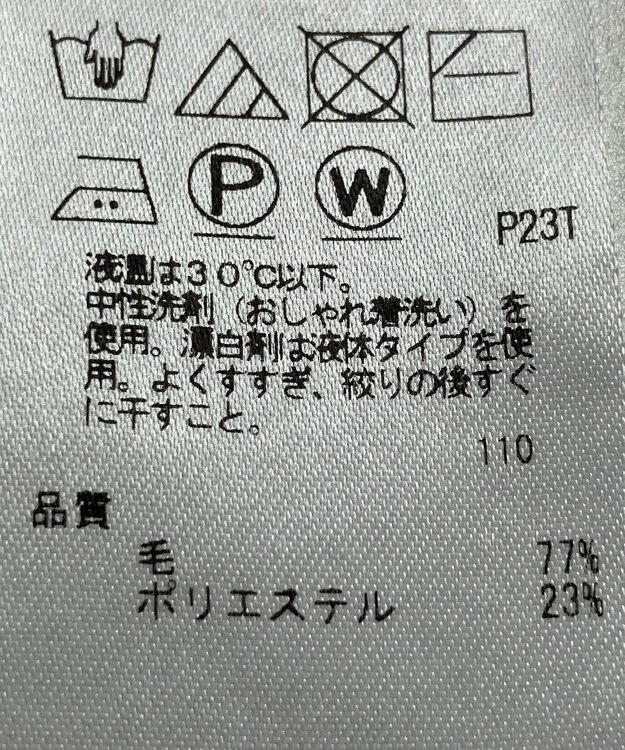 P
W
P23T
液温は30℃以下。
中性洗剤（おしゃれ着洗い）を
使用。漂白剤は液体タイプを使
用。よくすすぎ、絞りの後すぐ
に干すこと。
110
品質
毛 77%
ポリエステル 23%